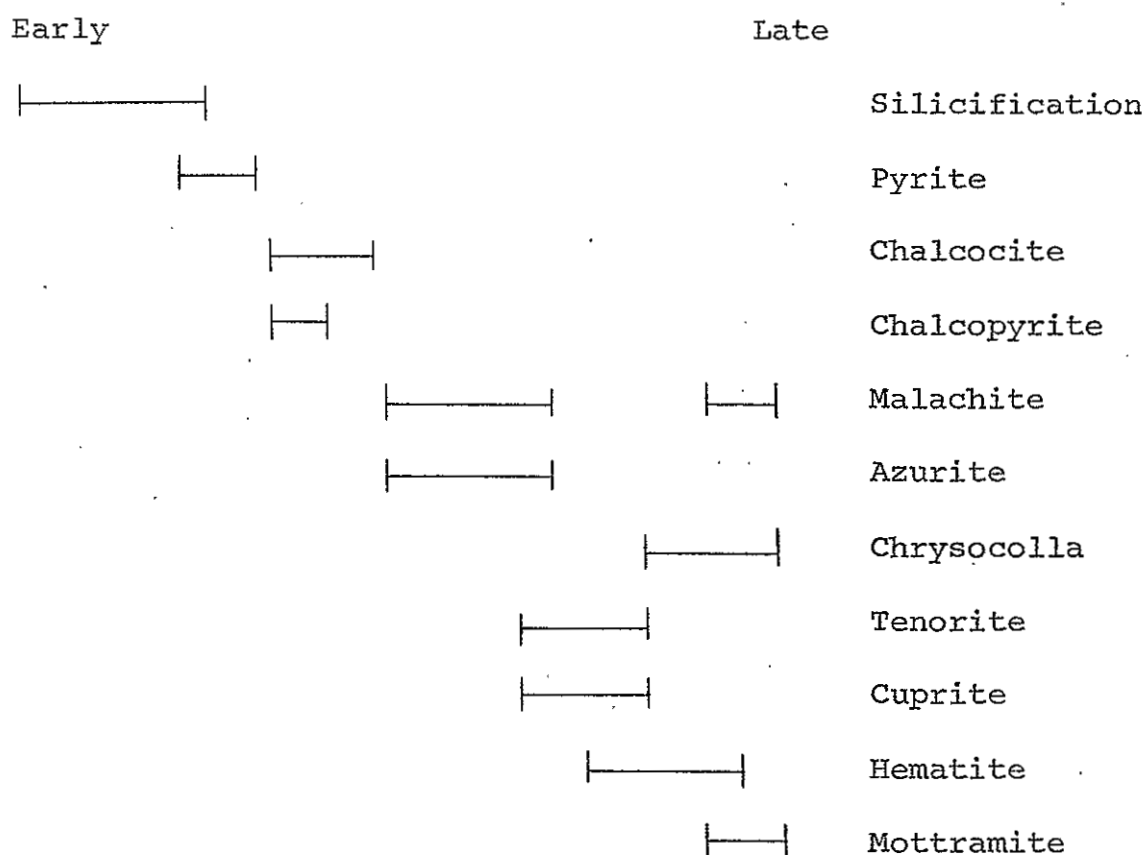 Early Late
Silicification
Pyrite
Chalcocite
Chalcopyrite
Malachite
Azurite
Chrysocolla
Tenorite
Cuprite
Hematite
Mottramite